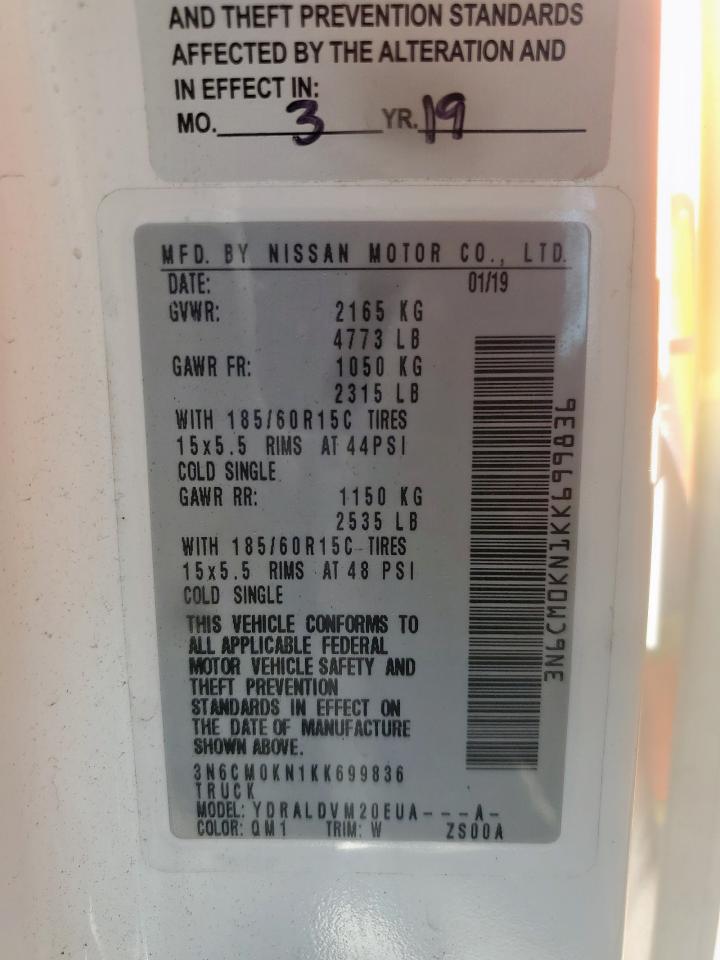 AND THEFT PREVENTION STANDARDS
AFFECTED BY THE ALTERATION AND
IN EFFECT IN:
MO. 3 YR. 19
MFD. BY NISSAN MOTOR CO., LTD.
DATE: 01/19
GVWR: 2165 KG
4773 LB
GAWR FR: 1050 KG
2315 LB
WITH 185/60R15C TIRES
15x5.5 RIMS AT 44PSI
COLD SINGLE
GAWR RR: 1150 KG
2535 LB
WITH 185/60R15C TIRES
15x5.5 RIMS AT 48 PSI
COLD SINGLE
THIS VEHICLE CONFORMS TO
ALL APPLICABLE FEDERAL
MOTOR VEHICLE SAFETY AND
THEFT PREVENTION
STANDARDS IN EFFECT ON
THE DATE OF MANUFACTURE
SHOWN ABOVE.
3N6CM0KN1KK699836
TRUCK
MODEL: YDRALDVM20EUA---A-
COLOR: QM1 TRIM: W ZS00A
3N6CM0KN1KK699836